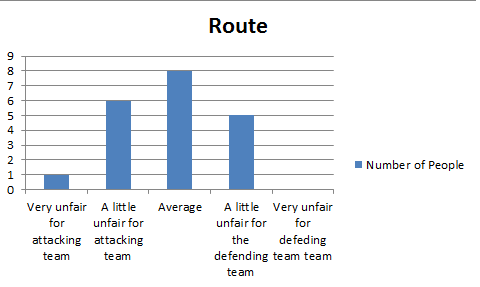 Route
9
8
7
6
5
4
3
2
1
0
Very unfair
for
attacking
team
A little
unfair for
attacking
team
Average
A little
unfair for
the
defending
team
Very unfair
for
defeding
team team
Number of People